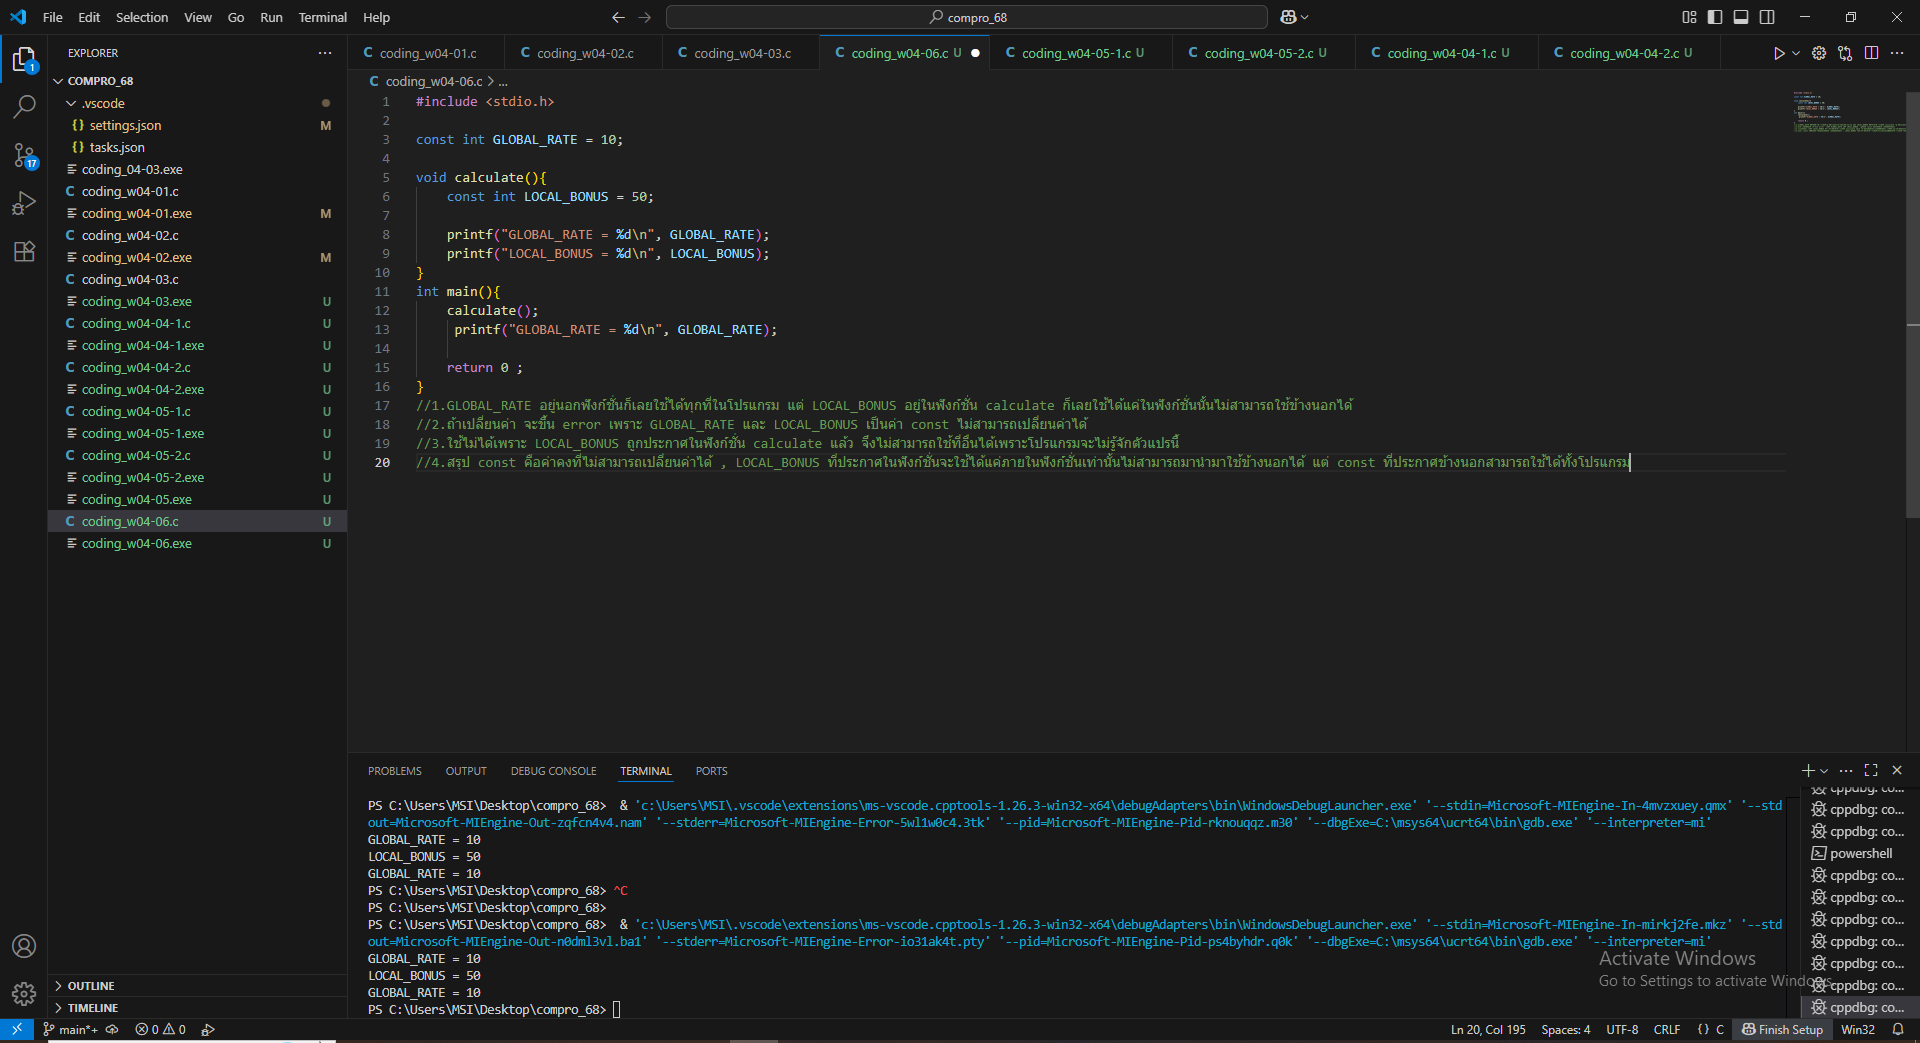 File Edit Selection View Go Run Terminal Help
compro_68
EXPLORER
COMPRO_68
.vscode
settings.json M
tasks.json
coding_04-03.exe
coding_w04-01.c
coding_w04-01.exe M
coding_w04-02.c
coding_w04-02.exe M
coding_w04-03.c
coding_w04-03.exe U
coding_w04-04-1.c U
coding_w04-04-1.exe U
coding_w04-04-2.c U
coding_w04-04-2.exe U
coding_w04-05-1.c U
coding_w04-05-1.exe U
coding_w04-05-2.c U
coding_w04-05-2.exe U
coding_w04-05.exe U
coding_w04-06.c U
coding_w04-06.exe U
OUTLINE
TIMELINE
1
17
C coding_w04-01.c C coding_w04-02.c C coding_w04-03.c C coding_w04-06.c U C coding_w04-05-1.c U C coding_w04-05-2.c U C coding_w04-04-1.c U C coding_w04-04-2.c U
C coding_w04-06.c > ...
1 #include <stdio.h>
2
3 const int GLOBAL_RATE = 10;
4
5 void calculate(){
6 const int LOCAL_BONUS = 50;
7
8 printf("GLOBAL_RATE = %d\n", GLOBAL_RATE);
9 printf("LOCAL_BONUS = %d\n", LOCAL_BONUS);
10 }
11 int main(){
12 calculate();
13 printf("GLOBAL_RATE = %d\n", GLOBAL_RATE);
14
15 return 0 ;
16 }
17 //1.GLOBAL_RATE อยู่นอกฟังก์ชั่นก็เลยใช้ได้ทุกที่ในโปรแกรม แต่ LOCAL_BONUS อยู่ในฟังก์ชั่น calculate ก็เลยใช้ได้แค่ในฟังก์ชั่นนั้นไม่สามารถใช้ข้างนอกได้
18 //2.ถ้าเปลี่ยนค่า จะขึ้น error เพราะ GLOBAL_RATE และ LOCAL_BONUS เป็นค่า const ไม่สามารถเปลี่ยนค่าได้
19 //3.ใช้ไม่ได้เพราะ LOCAL_BONUS ถูกประกาศในฟังก์ชั่น calculate แล้ว จึงไม่สามารถใช้ที่อื่นได้เพราะโปรแกรมจะไม่รู้จักตัวแปรนี้
20 //4.สรุป const คือค่าคงที่ไม่สามารถเปลี่ยนค่าได้ , LOCAL_BONUS ที่ประกาศในฟังก์ชั่นจะใช้ได้แค่ภายในฟังก์ชั่นเท่านั้นไม่สามารถมานำมาใช้ข้างนอกได้ แต่ const ที่ประกาศข้างนอกสามารถใช้ได้ทั้งโปรแกรม
PROBLEMS OUTPUT DEBUG CONSOLE TERMINAL PORTS
PS C:\Users\MSI\Desktop\compro_68> & 'c:\Users\MSI\.vscode\extensions\ms-vscode.cpptools-1.26.3-win32-x64\debugAdapters\bin\WindowsDebugLauncher.exe' '--stdin=Microsoft-MIEngine-In-4mvzxuey.qmx' '--std
out=Microsoft-MIEngine-Out-zqfcn4v4.nam' '--stderr=Microsoft-MIEngine-Error-5wl1w0c4.3tk' '--pid=Microsoft-MIEngine-Pid-rknouqqz.m30' '--dbgExe=C:\msys64\ucrt64\bin\gdb.exe' '--interpreter=mi'
GLOBAL_RATE = 10
LOCAL_BONUS = 50
GLOBAL_RATE = 10
PS C:\Users\MSI\Desktop\compro_68> ^C
PS C:\Users\MSI\Desktop\compro_68>
PS C:\Users\MSI\Desktop\compro_68> & 'c:\Users\MSI\.vscode\extensions\ms-vscode.cpptools-1.26.3-win32-x64\debugAdapters\bin\WindowsDebugLauncher.exe' '--stdin=Microsoft-MIEngine-In-mirkj2fe.mkz' '--std
out=Microsoft-MIEngine-Out-n0dml3vl.ba1' '--stderr=Microsoft-MIEngine-Error-io31ak4t.pty' '--pid=Microsoft-MIEngine-Pid-ps4byhdr.q0k' '--dbgExe=C:\msys64\ucrt64\bin\gdb.exe' '--interpreter=mi'
GLOBAL_RATE = 10
LOCAL_BONUS = 50
GLOBAL_RATE = 10
PS C:\Users\MSI\Desktop\compro_68>
cppdbg: co...
cppdbg: co...
cppdbg: co...
powershell
cppdbg: co...
cppdbg: co...
cppdbg: co...
cppdbg: co...
cppdbg: co...
cppdbg: co...
cppdbg: co...
Activate Windows
Go to Settings to activate Windows.
main*+ 0 0 Ln 20, Col 195 Spaces: 4 UTF-8 CRLF {} C Finish Setup Win32